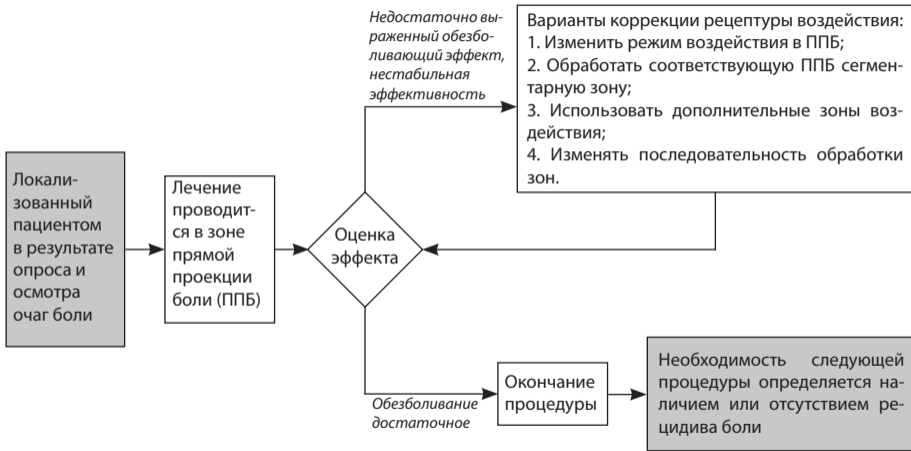 Недостаточно вы-
раженный обезбо-
ливающий эффект,
нестабильная
эффективность
Варианты коррекции рецептуры воздействия:
1. Изменить режим воздействия в ППБ;
2. Обработать соответствующую ППБ сегмен-
тарную зону;
3. Использовать дополнительные зоны воз-
действия;
4. Изменять последовательность обработки
зон.
Локали-
зованный
пациентом
в результате
опроса и
осмотра
очаг боли
Лечение
проводит-
ся в зоне
прямой
проекции
боли (ППБ)
Оценка
эффекта
Обезболивание
достаточное
Окончание
процедуры
Необходимость следующей
процедуры определяется на-
личием или отсутствием ре-
цидива боли